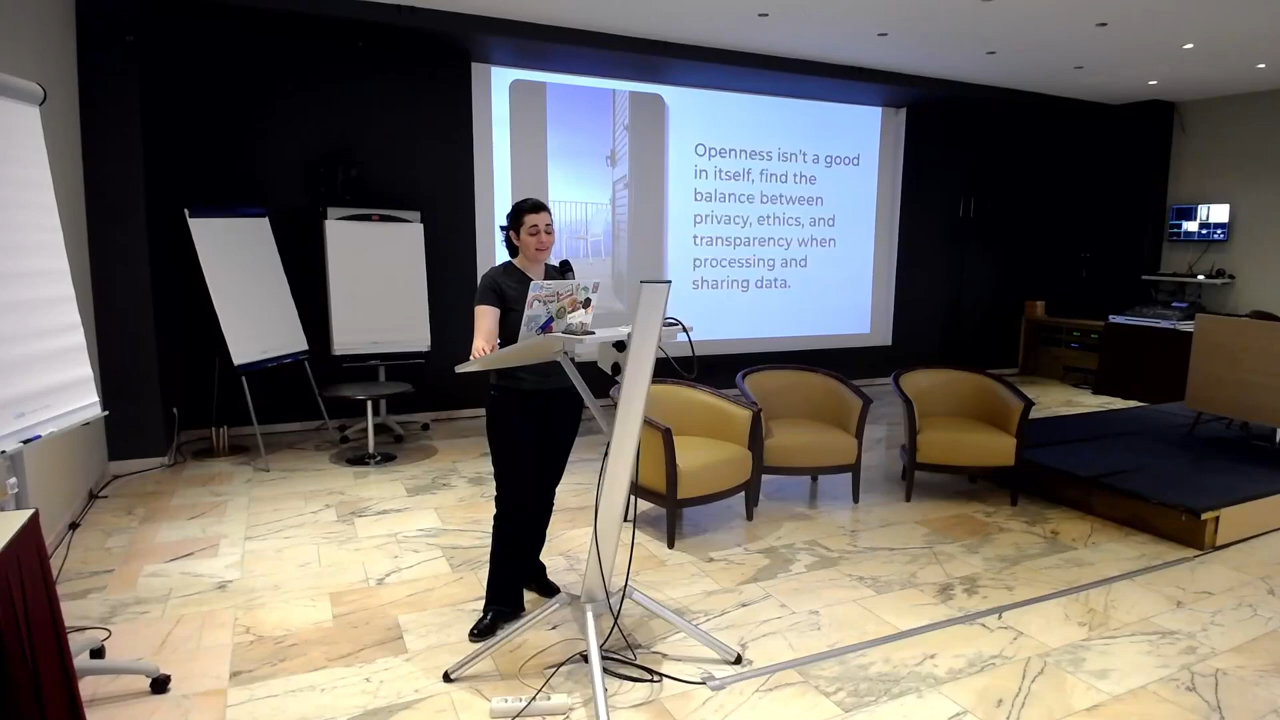 Openness isn't a good
in itself, find the
balance between
privacy, ethics, and
transparency when
processing and
sharing data.